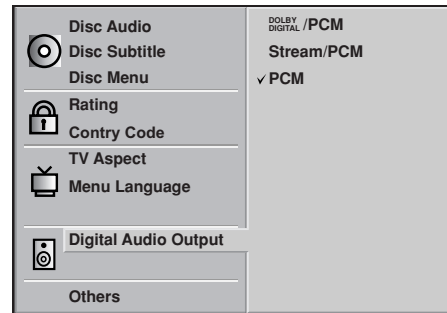 Disc Audio
Disc Subtitle
Disc Menu
Rating
Contry Code
TV Aspect
Menu Language
Digital Audio Output
Others
DOLBY DIGITAL /PCM
Stream/PCM
✓ PCM